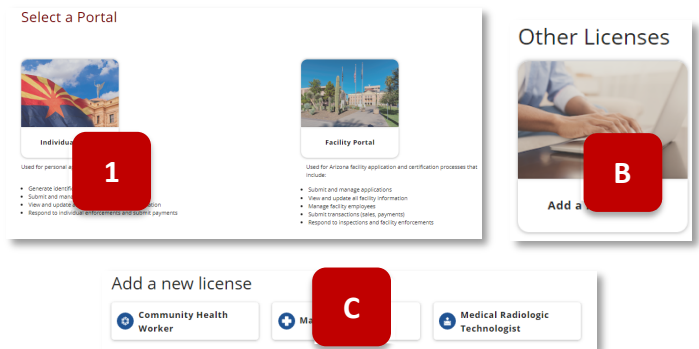 Select a Portal
Individua
Used for personal a
Generate identifi
Submit and mana
View and update a
ation
Respond to individual enforcements and submit payments
1
Facility Portal
Used for Arizona facility application and certification processes that
include:
Submit and manage applications
View and update all facility information
Manage facility employees
Submit transactions (sales, payments)
Respond to inspections and facility enforcements
Other Licenses
B
Add a
Add a new license
Community Health
Worker
Ma
C
Medical Radiologic
Technologist